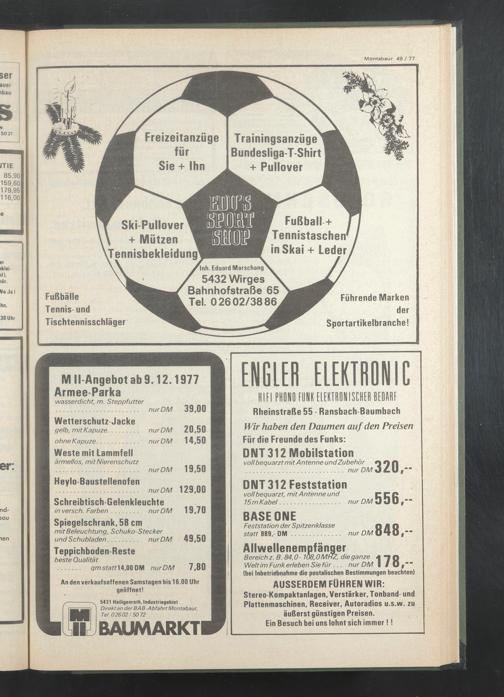 Montabaur 49 / 77
Freizeitanzüge
für
Sie + Ihn
Trainingsanzüge
Bundesliga-T-Shirt
+ Pullover
EDU'S
SPORT
SHOP
Ski-Pullover
+ Mützen
Tennisbekleidung
Fußball-+
Tennistaschen
in Skai + Leder
Inh. Eduard Marschang
5432 Wirges
Bahnhofstraße 65
Tel. 0 26 02/38 86
Fußbälle
Tennis- und
Tischtennisschläger
Führende Marken
der
Sportartikelbranche!
M II-Angebot ab 9. 12. 1977
Armee-Parka
wasserdicht, m. Steppfutter
nur DM 39,00
Wetterschutz-Jacke
gelb, mit Kapuze nur DM 20,50
ohne Kapuze nur DM 14,50
Weste mit Lammfell
ärmellos, mit Nierenschutz
nur DM 19,50
Heylo-Baustellenofen
nur DM 129,00
Schreibtisch-Gelenkleuchte
in versch. Farben nur DM 19,70
Spiegelschrank, 58 cm
mit Beleuchtung, Schuko-Stecker
und Schubladen nur DM 49,50
Teppichboden-Reste
beste Qualität
qm statt 14,00 DM nur DM 7,80
An den verkaufsoffenen Samstagen bis 16.00 Uhr
geöffnet!
5431 Heiligenroth, Industriegebiet
Direkt an der BAB-Abfahrt Montabaur,
Tel. 0 26 02 / 50 72
M II BAUMARKT
ENGLER ELEKTRONIC
HIFI PHONO FUNK ELEKTRONISCHER BEDARF
Rheinstraße 55 · Ransbach-Baumbach
Wir haben den Daumen auf den Preisen
Für die Freunde des Funks:
DNT 312 Mobilstation
voll bequarzt mit Antenne und Zubehör
nur DM 320,--
DNT 312 Feststation
voll bequarzt, mit Antenne und
15 m Kabel nur DM 556,--
BASE ONE
Feststation der Spitzenklasse
statt 889,- DM nur DM 848,--
Allwellenempfänger
Bereich z. B. 84,0 - 108,0 MHZ, die ganze
Welt im Funk erleben Sie für nur DM 178,--
(bei Inbetriebnahme die postalischen Bestimmungen beachten)
AUSSERDEM FÜHREN WIR:
Stereo-Kompaktanlagen, Verstärker, Tonband- und
Plattenmaschinen, Receiver, Autoradios u.s.w. zu
äußerst günstigen Preisen.
Ein Besuch bei uns lohnt sich immer ! !